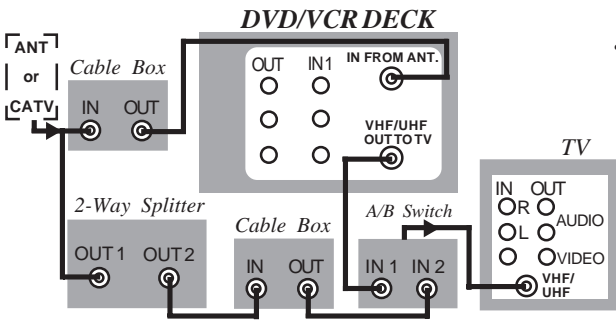 DVD/VCR DECK
ANT
or
CATV
Cable Box
IN OUT
OUT IN1 IN FROM ANT.
VHF/UHF
OUT TO TV
TV
IN OUT
R
AUDIO
L
VIDEO
VHF/
UHF
2-Way Splitter
OUT 1 OUT 2
Cable Box
IN OUT
A/B Switch
IN 1 IN 2